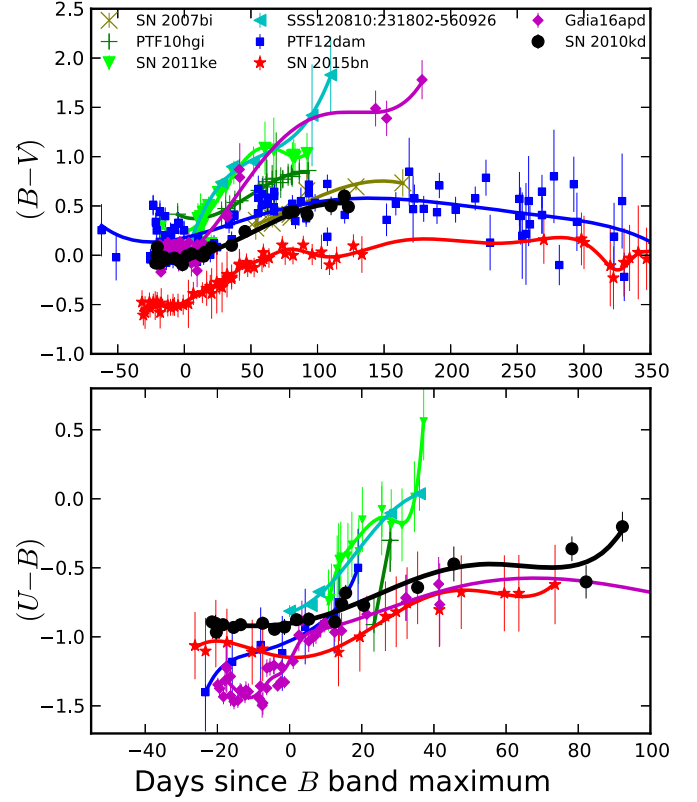 2.5
2.0
1.5
1.0
0.5
0.0
−0.5
−1.0
(B−V)
SN 2007bi
PTF10hgi
SN 2011ke
SSS120810:231802-560926
PTF12dam
SN 2015bn
Gaia16apd
SN 2010kd
−50 0 50 100 150 200 250 300 350
0.5
0.0
−0.5
−1.0
−1.5
(U−B)
−40 −20 0 20 40 60 80 100
Days since B band maximum